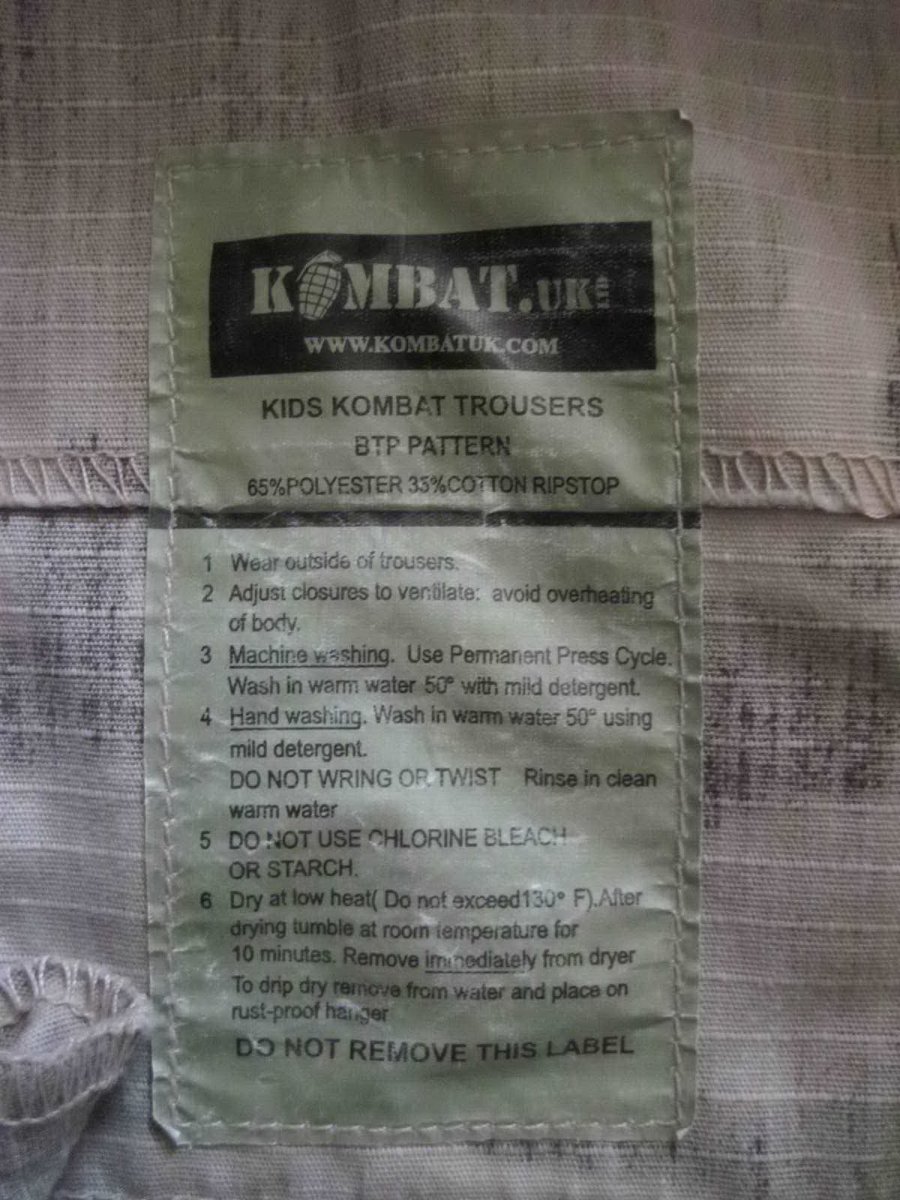 KOMBAT.UK LTD
WWW.KOMBATUK.COM
KIDS KOMBAT TROUSERS
BTP PATTERN
65%POLYESTER 35%COTTON RIPSTOP
1 Wear outside of trousers.
2 Adjust closures to ventilate: avoid overheating
of body.
3 Machine washing. Use Permanent Press Cycle.
Wash in warm water 50° with mild detergent.
4 Hand washing. Wash in warm water 50° using
mild detergent.
DO NOT WRING OR TWIST Rinse in clean
warm water
5 DO NOT USE CHLORINE BLEACH
OR STARCH.
6 Dry at low heat( Do not exceed130° F).After
drying tumble at room temperature for
10 minutes. Remove immediately from dryer
To drip dry remove from water and place on
rust-proof hanger
DO NOT REMOVE THIS LABEL